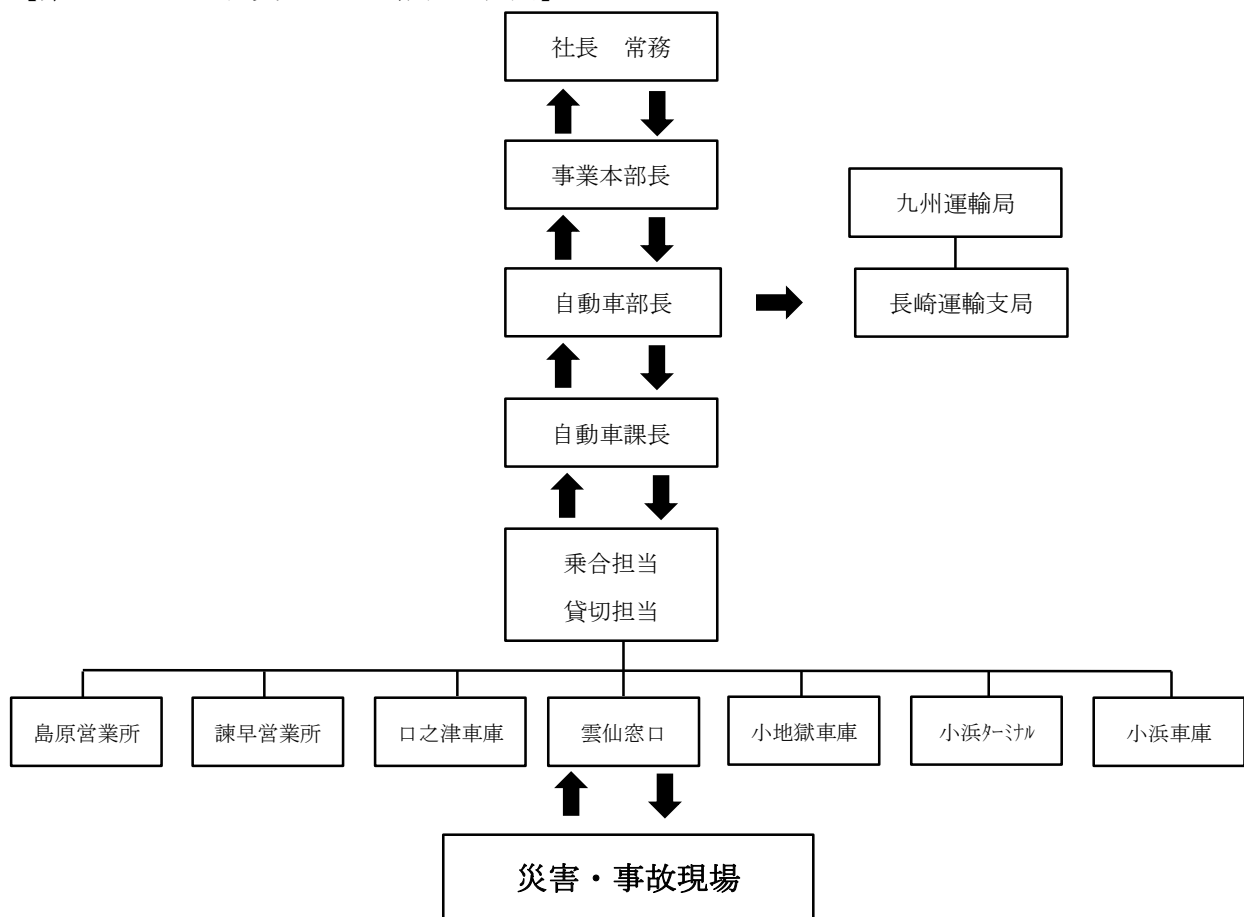 社長　常務
事業本部長
九州運輸局
自動車部長
長崎運輸支局
自動車課長
乗合担当
貸切担当
島原営業所
諫早営業所
口之津車庫
雲仙窓口
小地獄車庫
小浜ﾀｰﾐﾅﾙ
小浜車庫
災害・事故現場